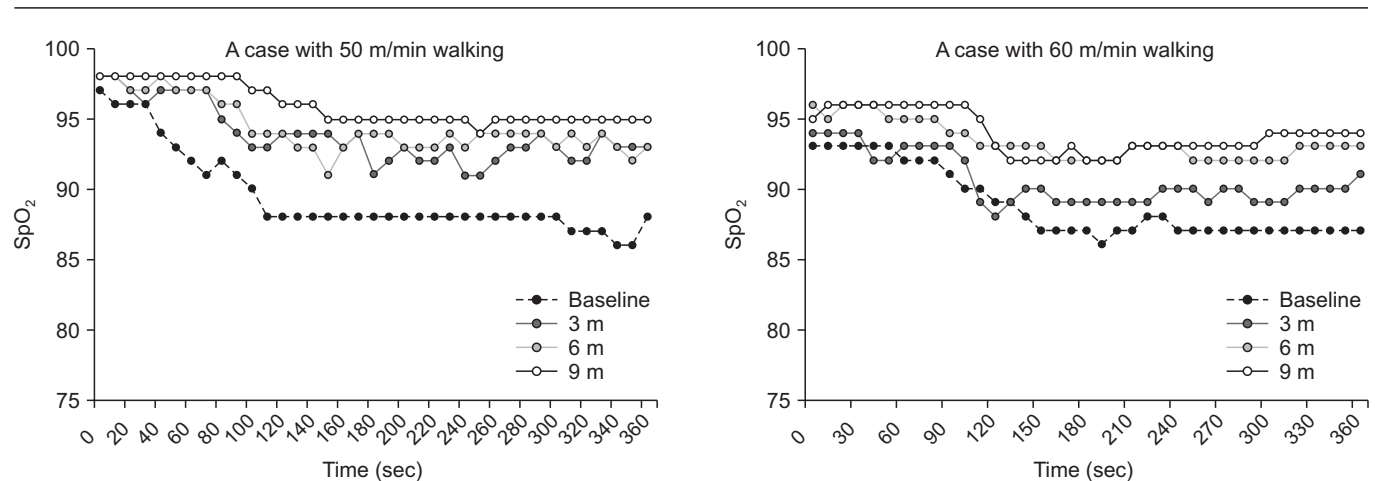 A case with 50 m/min walking
100
95
90
85
80
75
SpO2
Baseline
3 m
6 m
9 m
0 20 40 60 80 100 120 140 160 180 200 220 240 260 280 300 320 340 360
Time (sec)
A case with 60 m/min walking
100
95
90
85
80
75
SpO2
Baseline
3 m
6 m
9 m
0 30 60 90 120 150 180 210 240 270 300 330 360
Time (sec)